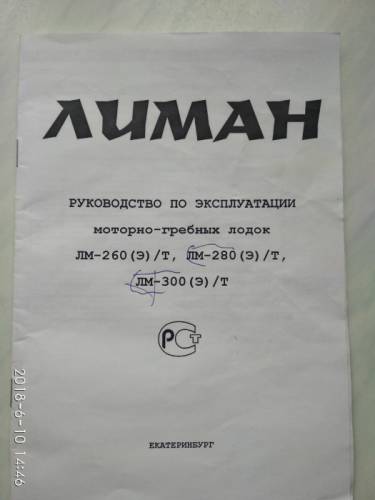 ЛИМАН
РУКОВОДСТВО ПО ЭКСПЛУАТАЦИИ
моторно-гребных лодок
ЛМ-260(Э)/Т, ЛМ-280(Э)/Т,
ЛМ-300(Э)/Т
РСТ
ЕКАТЕРИНБУРГ
2018-6-10 14:46